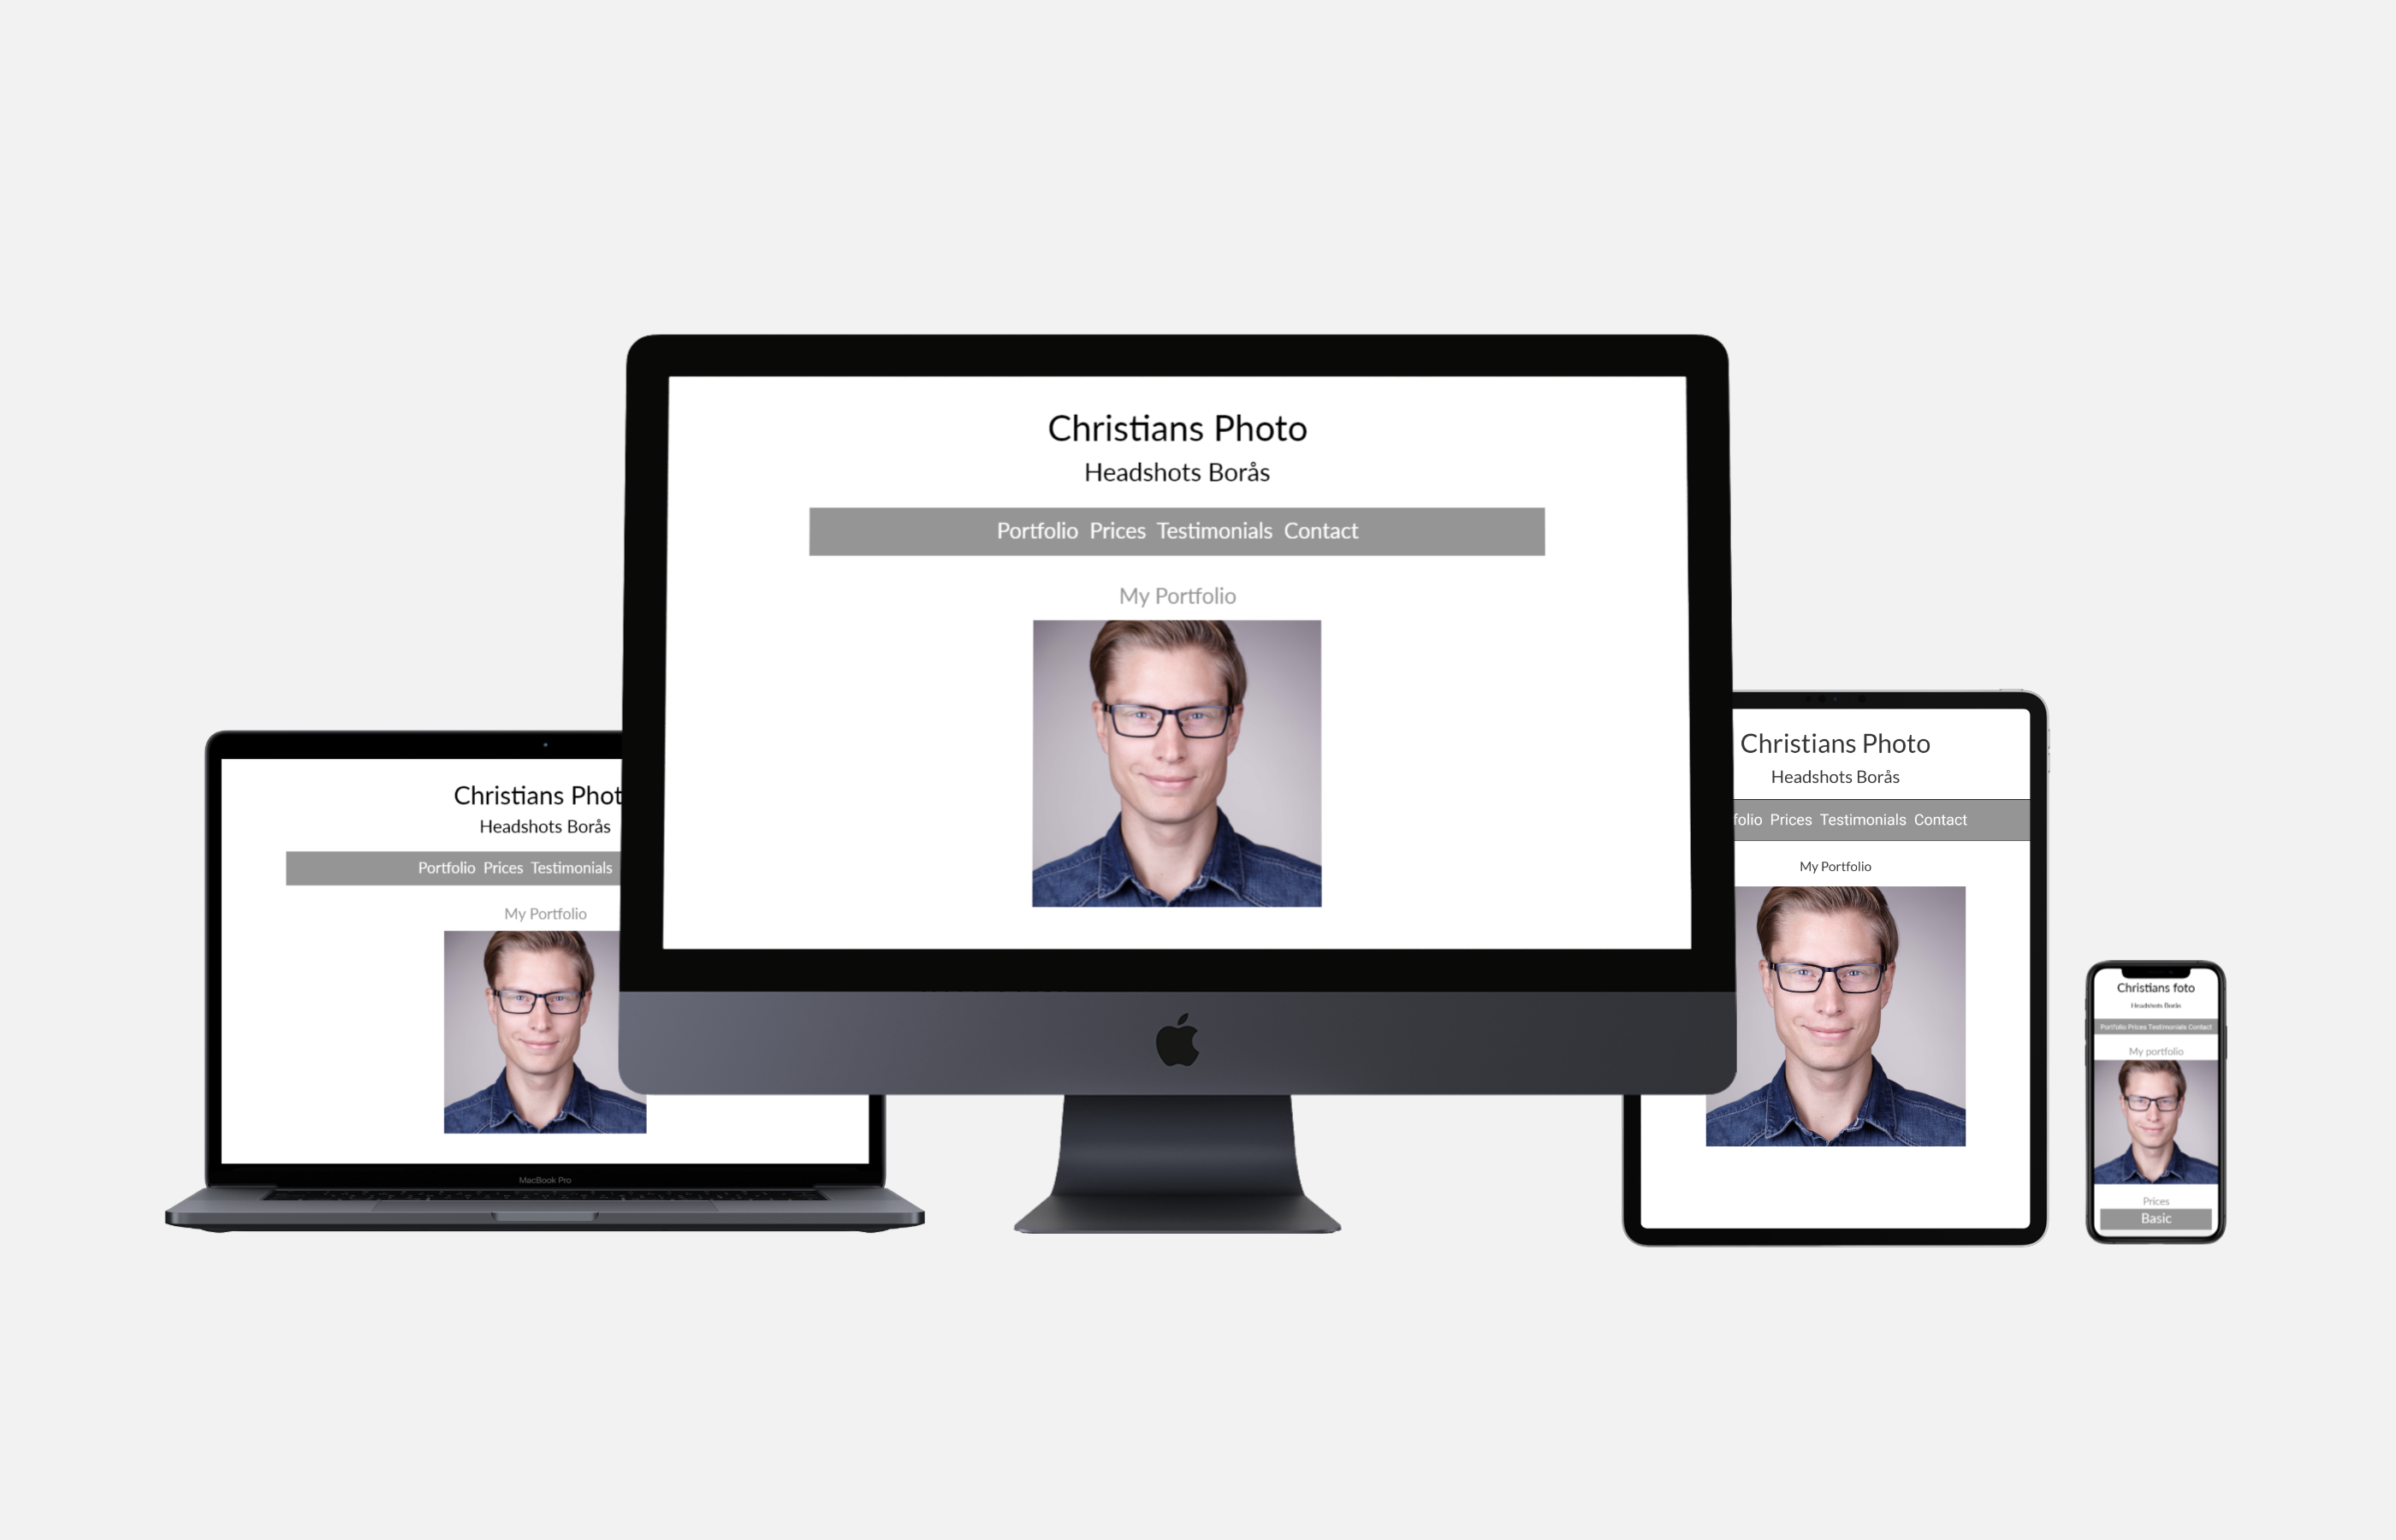 Christians Photo
Headshots Borås
Portfolio Prices Testimonials Contact
My Portfolio
Christians Phot
Headshots Borås
Portfolio Prices Testimonials
My Portfolio
MacBook Pro
Christians Photo
Headshots Borås
folio Prices Testimonials Contact
My Portfolio
Christians foto
Headshots Borås
Portfolio Prices Testimonials Contact
My portfolio
Prices
Basic